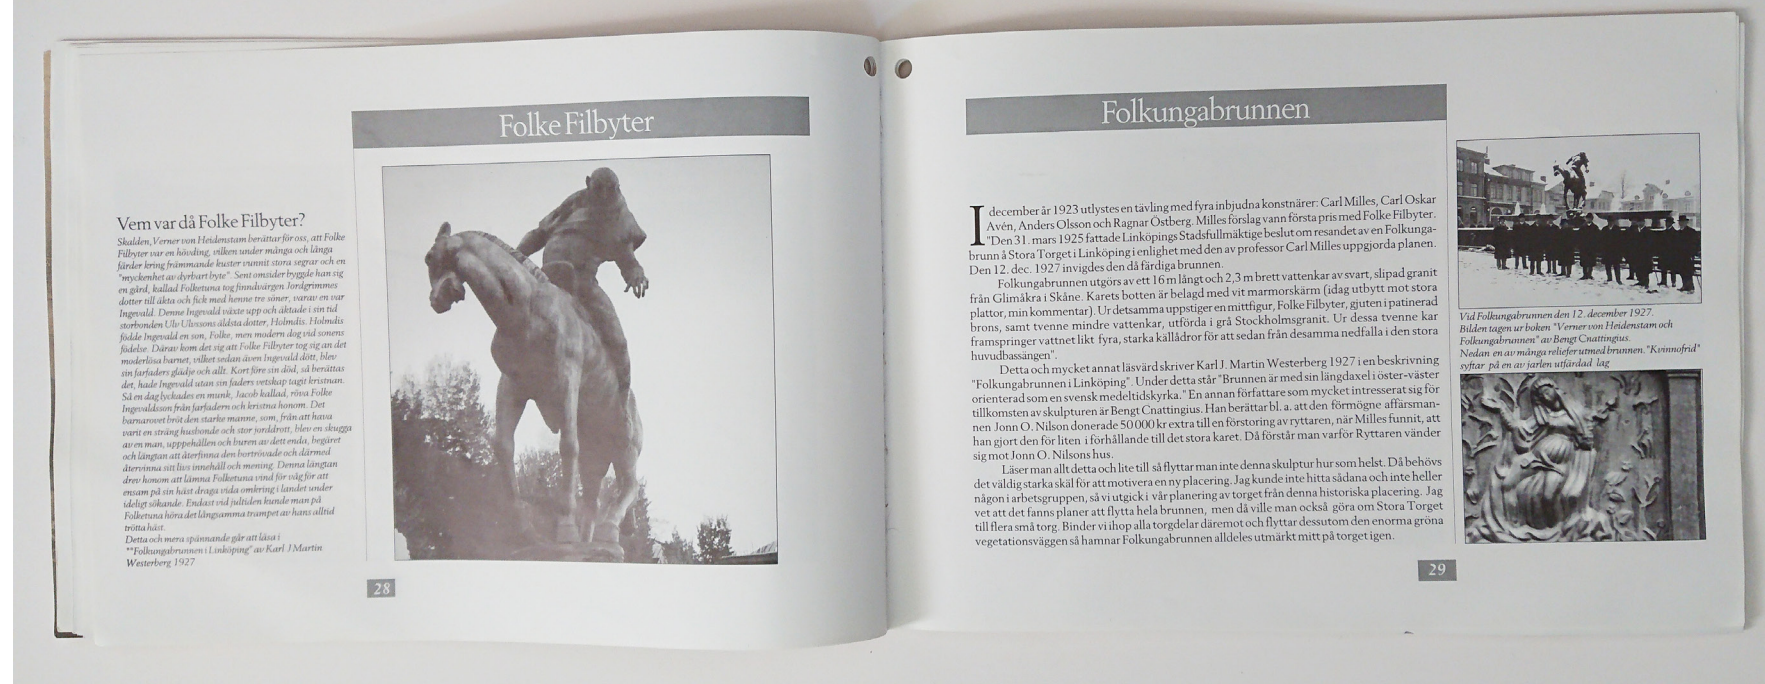 Folke Filbyter
Vem var då Folke Filbyter?
Skalden, Verner von Heidenstam berättar för oss, att Folke
Filbyter var en hövding, vilken under många och långa
färder kring främmande kuster vunnit stora segrar och en
"myckenhet av dyrbart byte". Sent omsider byggde han sig
en gård, kallad Folketuna tog finndvärgen Jordgrimmes
dotter till äkta och fick med henne tre söner, varav en var
Ingevald. Denne Ingevald växte upp och äktade i sin tid
storbonden Ulv Ulvssons äldsta dotter, Holmdis. Holmdis
födde Ingevald en son, Folke, men modern dog vid sonens
födelse. Därav kom det sig att Folke Filbyter tog sig an det
moderlösa barnet, vilket sedan även Ingevald dött, blev
sin farfaders glädje och allt. Kort före sin död, så berättas
det, hade Ingevald utan sin faders vetskap tagit kristnan.
Så en dag lyckades en munk, Jacob kallad, röva Folke
Ingevaldsson från farfadern och kristna honom. Det
barnarovet bröt den starke manne, som, från att hava
varit en sträng husbonde och stor jorddrott, blev en skugga
av en man, upppehållen och buren av dett enda, begäret
och längtan att återfinna den bortrövade och därmed
återvinna sitt livs innehåll och mening. Denna längtan
drev honom att lämna Folketuna vind för våg för att
ensam på sin häst draga vida omkring i landet under
ideligt sökande. Endast vid jultiden kunde man på
Folketuna höra det långsamma trampet av hans alltid
trötta häst.
Detta och mera spännande går att läsa i
"Folkungabrunnen i Linköping" av Karl J Martin
Westerberg 1927
28
Folkungabrunnen
I december år 1923 utlystes en tävling med fyra inbjudna konstnärer: Carl Milles, Carl Oskar
Avén, Anders Olsson och Ragnar Östberg. Milles förslag vann första pris med Folke Filbyter.
"Den 31. mars 1925 fattade Linköpings Stadsfullmäktige beslut om resandet av en Folkunga-
brunn å Stora Torget i Linköping i enlighet med den av professor Carl Milles uppgjorda planen.
Den 12. dec. 1927 invigdes den då färdiga brunnen.
Folkungabrunnen utgörs av ett 16 m långt och 2,3 m brett vattenkar av svart, slipad granit
från Glimåkra i Skåne. Karets botten är belagd med vit marmorskärm (idag utbytt mot stora
plattor, min kommentar). Ur detsamma uppstiger en mittfigur, Folke Filbyter, gjuten i patinerad
brons, samt tvenne mindre vattenkar, utförda i grå Stockholmsgranit. Ur dessa tvenne kar
framspringer vattnet likt fyra, starka källådror för att sedan från desamma nedfalla i den stora
huvudbassängen".
Detta och mycket annat läsvärd skriver Karl J. Martin Westerberg 1927 i en beskrivning
"Folkungabrunnen i Linköping". Under detta står "Brunnen är med sin längdaxel i öster-väster
orienterad som en svensk medeltidskyrka." En annan författare som mycket intresserat sig för
tillkomsten av skulpturen är Bengt Cnattingius. Han berättar bl. a. att den förmögne affärsman-
nen Jonn O. Nilson donerade 50 000 kr extra till en förstoring av ryttaren, när Milles funnit, att
han gjort den för liten i förhållande till det stora karet. Då förstår man varför Ryttaren vänder
sig mot Jonn O. Nilsons hus.
Läser man allt detta och lite till så flyttar man inte denna skulptur hur som helst. Då behövs
det väldig starka skäl för att motivera en ny placering. Jag kunde inte hitta sådana och inte heller
någon i arbetsgruppen, så vi utgick i vår planering av torget från denna historiska placering. Jag
vet att det fanns planer att flytta hela brunnen, men då ville man också göra om Stora Torget
till flera små torg. Binder vi ihop alla torgdelar däremot och flyttar dessutom den enorma gröna
vegetationsväggen så hamnar Folkungabrunnen alldeles utmärkt mitt på torget igen.
Vid Folkungabrunnen den 12. december 1927.
Bilden tagen ur boken "Verner von Heidenstam och
Folkungabrunnen" av Bengt Cnattingius.
Nedan en av många reliefer utmed brunnen. "Kvinnofrid"
syftar på en av jarlen utfärdad lag
29